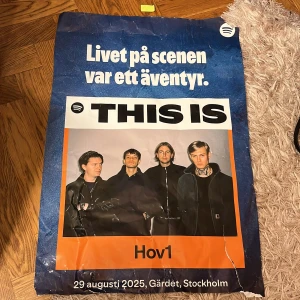 Livet på scenen
var ett äventyr.
THIS IS
Hov1
29 augusti 2025, Gärdet, Stockholm